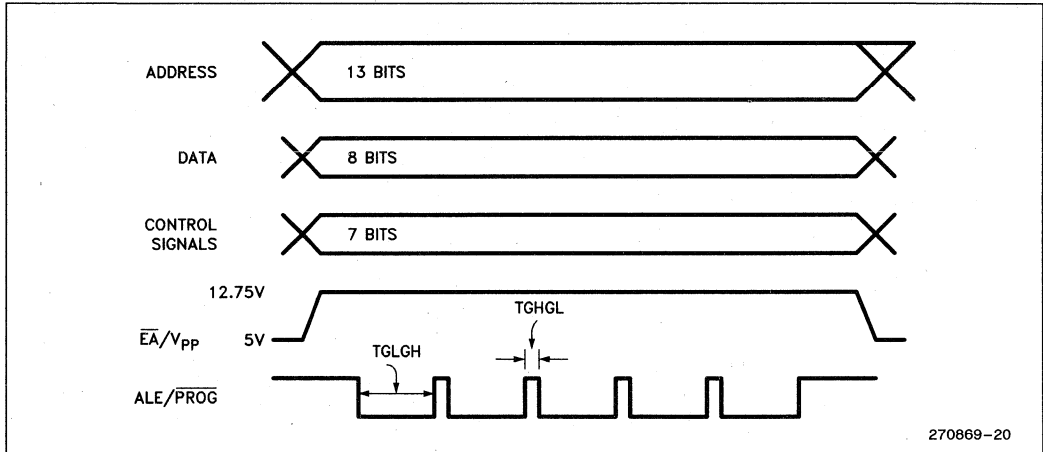 ADDRESS
13 BITS
DATA
8 BITS
CONTROL
SIGNALS
7 BITS
12.75V
TGHGL
EA/VPP
5V
TGLGH
ALE/PROG
270869-20